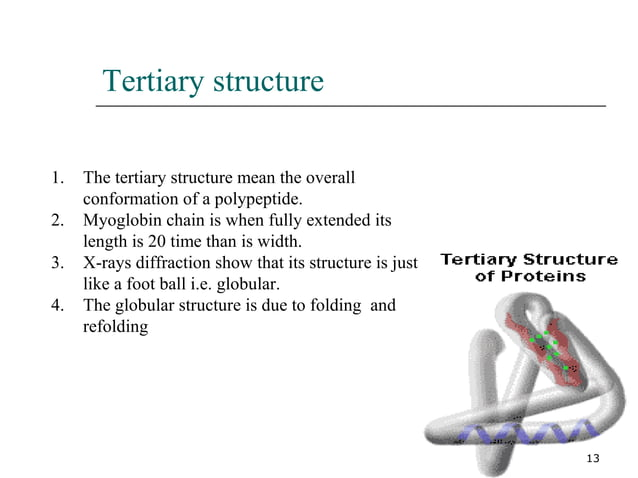 Tertiary structure
1. The tertiary structure mean the overall
conformation of a polypeptide.
2. Myoglobin chain is when fully extended its
length is 20 time than is width.
3. X-rays diffraction show that its structure is just
like a foot ball i.e. globular.
4. The globular structure is due to folding and
refolding
Tertiary Structure
of Proteins
13